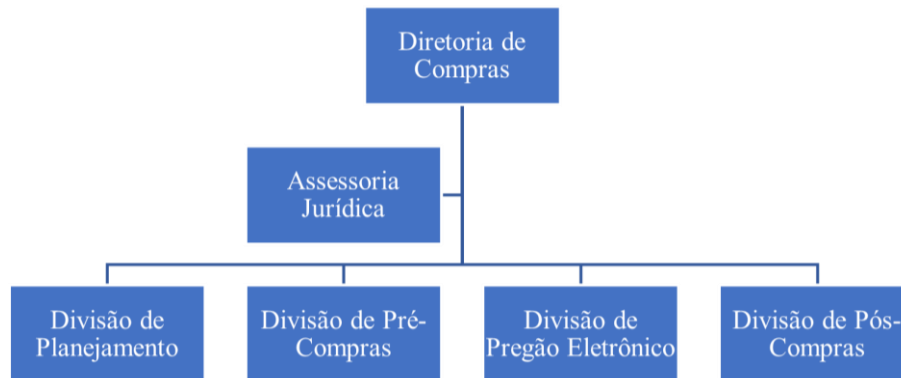 Diretoria de
Compras
Assessoria
Jurídica
Divisão de
Planejamento
Divisão de Pré-
Compras
Divisão de
Pregão Eletrônico
Divisão de Pós-
Compras